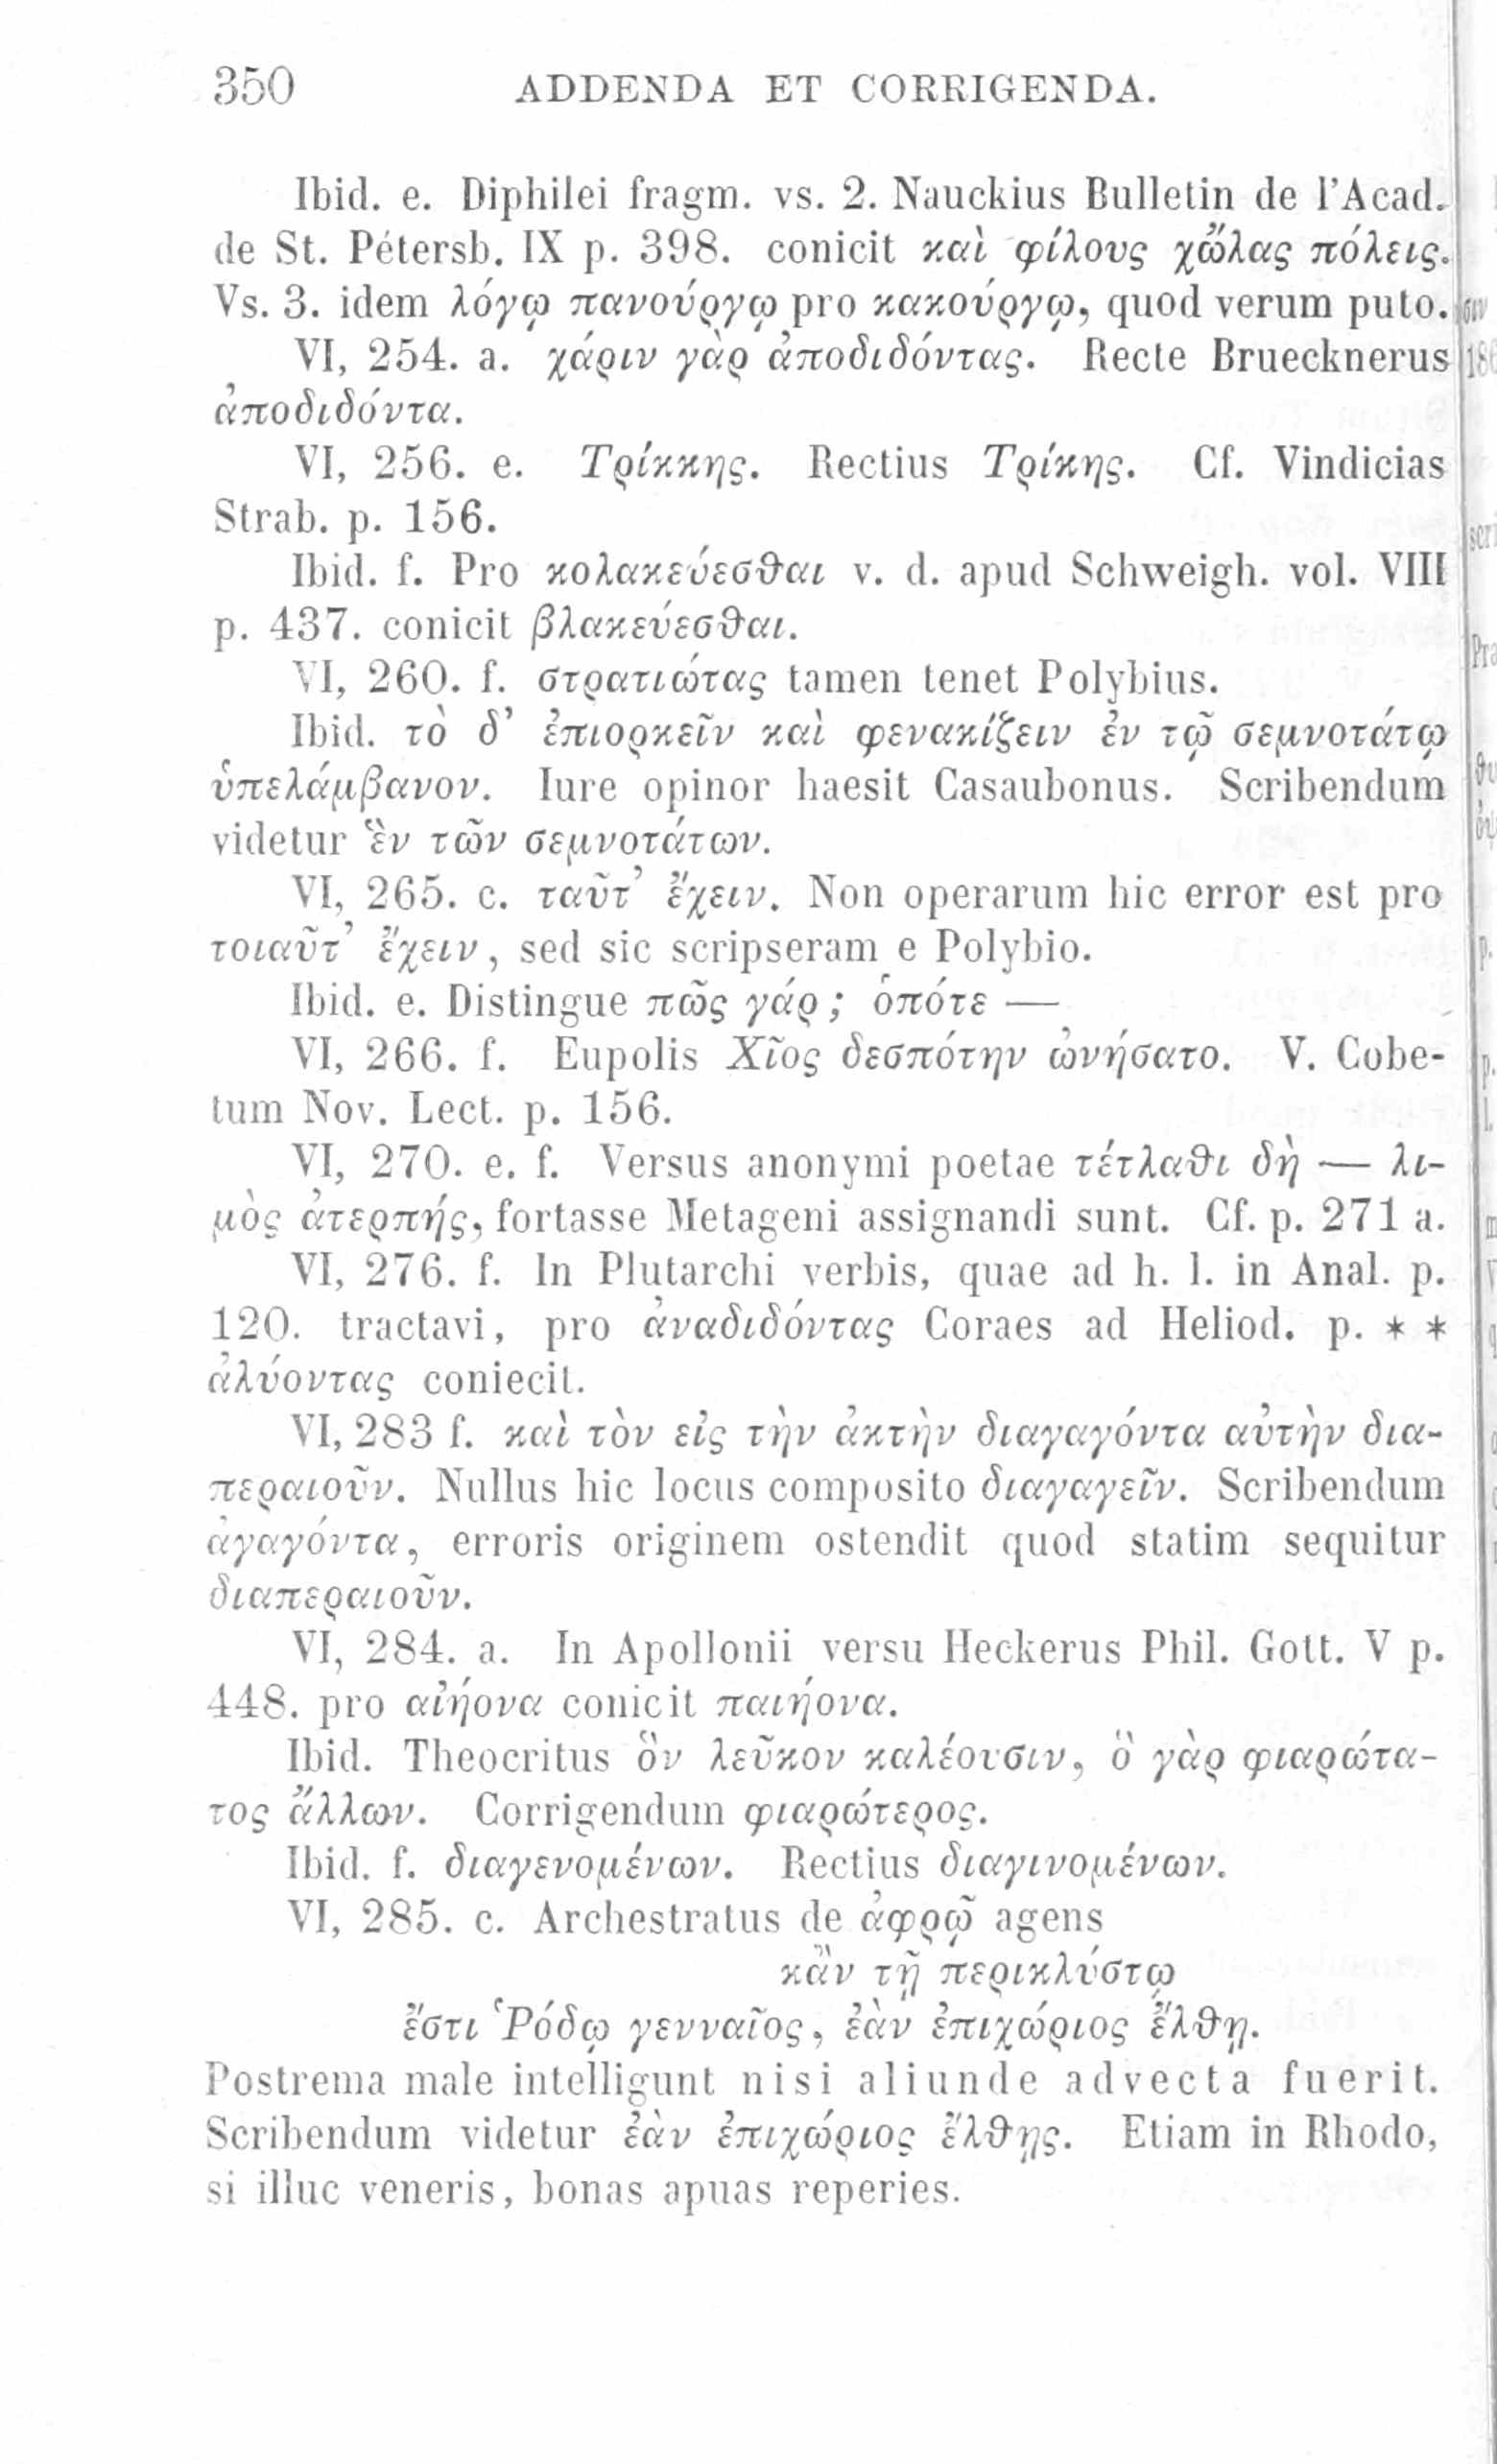 350 ADDENDA ET CORRIGENDA.
Ibid. e. Diphilei fragm. vs. 2. Nauckius Bulletin de l'Acad.
de St. Pétersb. IX p. 398. conicit καὶ φίλους χὤλας πόλεις.
Vs. 3. idem λόγῳ πανούργῳ pro κακούργῳ, quod verum puto.
VI, 254. a. χάριν γὰρ ἀποδιδόντας. Recte Bruecknerus
ἀποδιδόντα.
VI, 256. e. Τρίκκης. Rectius Τρίκης. Cf. Vindicias
Strab. p. 156.
Ibid. f. Pro κολακεύεσθαι v. d. apud Schweigh. vol. VIII
p. 437. conicit βλακεύεσθαι.
VI, 260. f. στρατιώτας tamen tenet Polybius.
Ibid. τὸ δ' ἐπιορκεῖν καὶ φενακίζειν ἐν τῷ σεμνοτάτῳ
ὑπελάμβανον. Iure opinor haesit Casaubonus. Scribendum
videtur ἓν τῶν σεμνοτάτων.
VI, 265. c. ταῦτ' ἔχειν. Non operarum hic error est pro
τοιαῦτ' ἔχειν, sed sic scripseram e Polybio.
Ibid. e. Distingue πῶς γάρ; ὁπότε —
VI, 266. f. Eupolis Χῖος δεσπότην ὠνήσατο. V. Cobe-
tum Nov. Lect. p. 156.
VI, 270. e. f. Versus anonymi poetae τέτλαθι δὴ — λι-
μὸς ἀτερπής, fortasse Metageni assignandi sunt. Cf. p. 271 a.
VI, 276. f. In Plutarchi verbis, quae ad h. l. in Anal. p.
120. tractavi, pro ἀναδιδόντας Coraes ad Heliod. p. * *
ἀλύοντας coniecit.
VI, 283 f. καὶ τὸν εἰς τὴν ἀκτὴν διαγαγόντα αὐτὴν δια-
περαιοῦν. Nullus hic locus composito διαγαγεῖν. Scribendum
ἀγαγόντα, erroris originem ostendit quod statim sequitur
διαπεραιοῦν.
VI, 284. a. In Apollonii versu Heckerus Phil. Gott. V p.
448. pro αἰήονα conicit παιήονα.
Ibid. Theocritus ὃν λεῦκον καλέουσιν, ὃ γὰρ φιαρώτα-
τος ἄλλων. Corrigendum φιαρώτερος.
Ibid. f. διαγενομένων. Rectius διαγινομένων.
VI, 285. c. Archestratus de ἀφρῷ agens
κἂν τῇ περικλύστῳ
ἔστι Ῥόδῳ γενναῖος, ἐὰν ἐπιχώριος ἔλθῃ.
Postrema male intelligunt nisi aliunde advecta fuerit.
Scribendum videtur ἐὰν ἐπιχώριος ἔλθῃς. Etiam in Rhodo,
si illuc veneris, bonas apuas reperies.